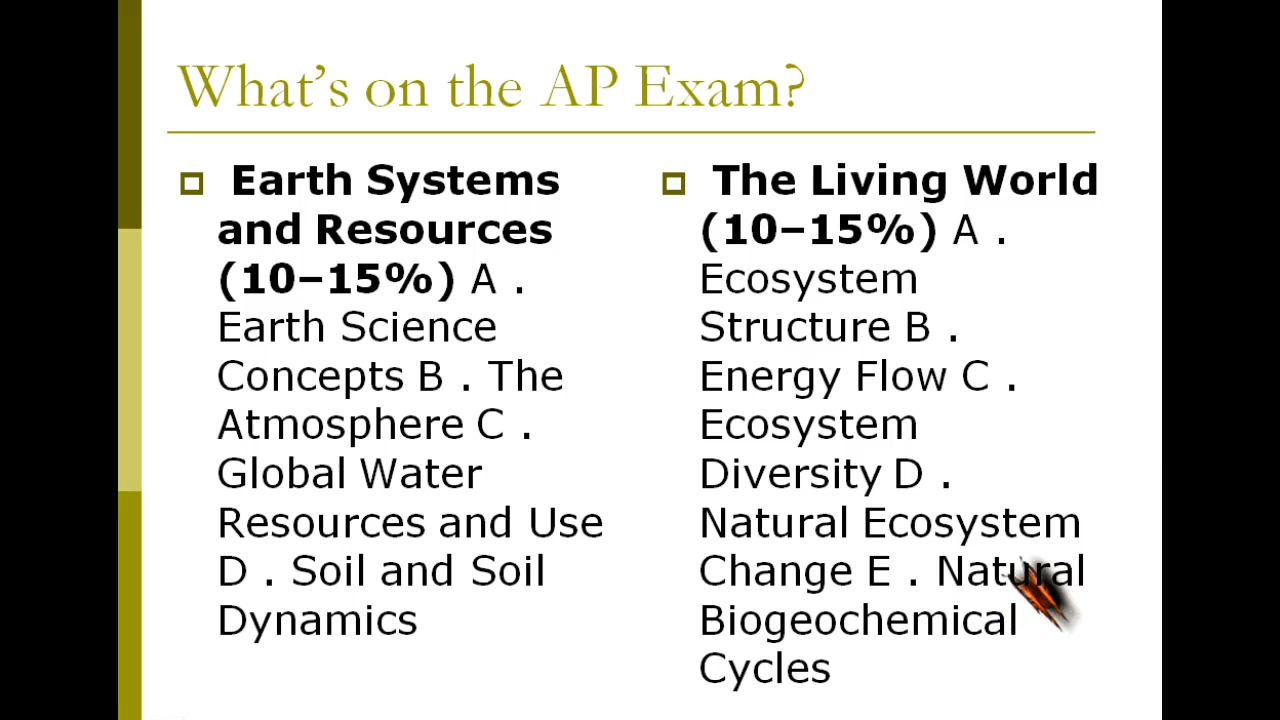 What's on the AP Exam?
Earth Systems
and Resources
(10–15%) A .
Earth Science
Concepts B . The
Atmosphere C .
Global Water
Resources and Use
D . Soil and Soil
Dynamics
The Living World
(10–15%) A .
Ecosystem
Structure B .
Energy Flow C .
Ecosystem
Diversity D .
Natural Ecosystem
Change E . Natural
Biogeochemical
Cycles